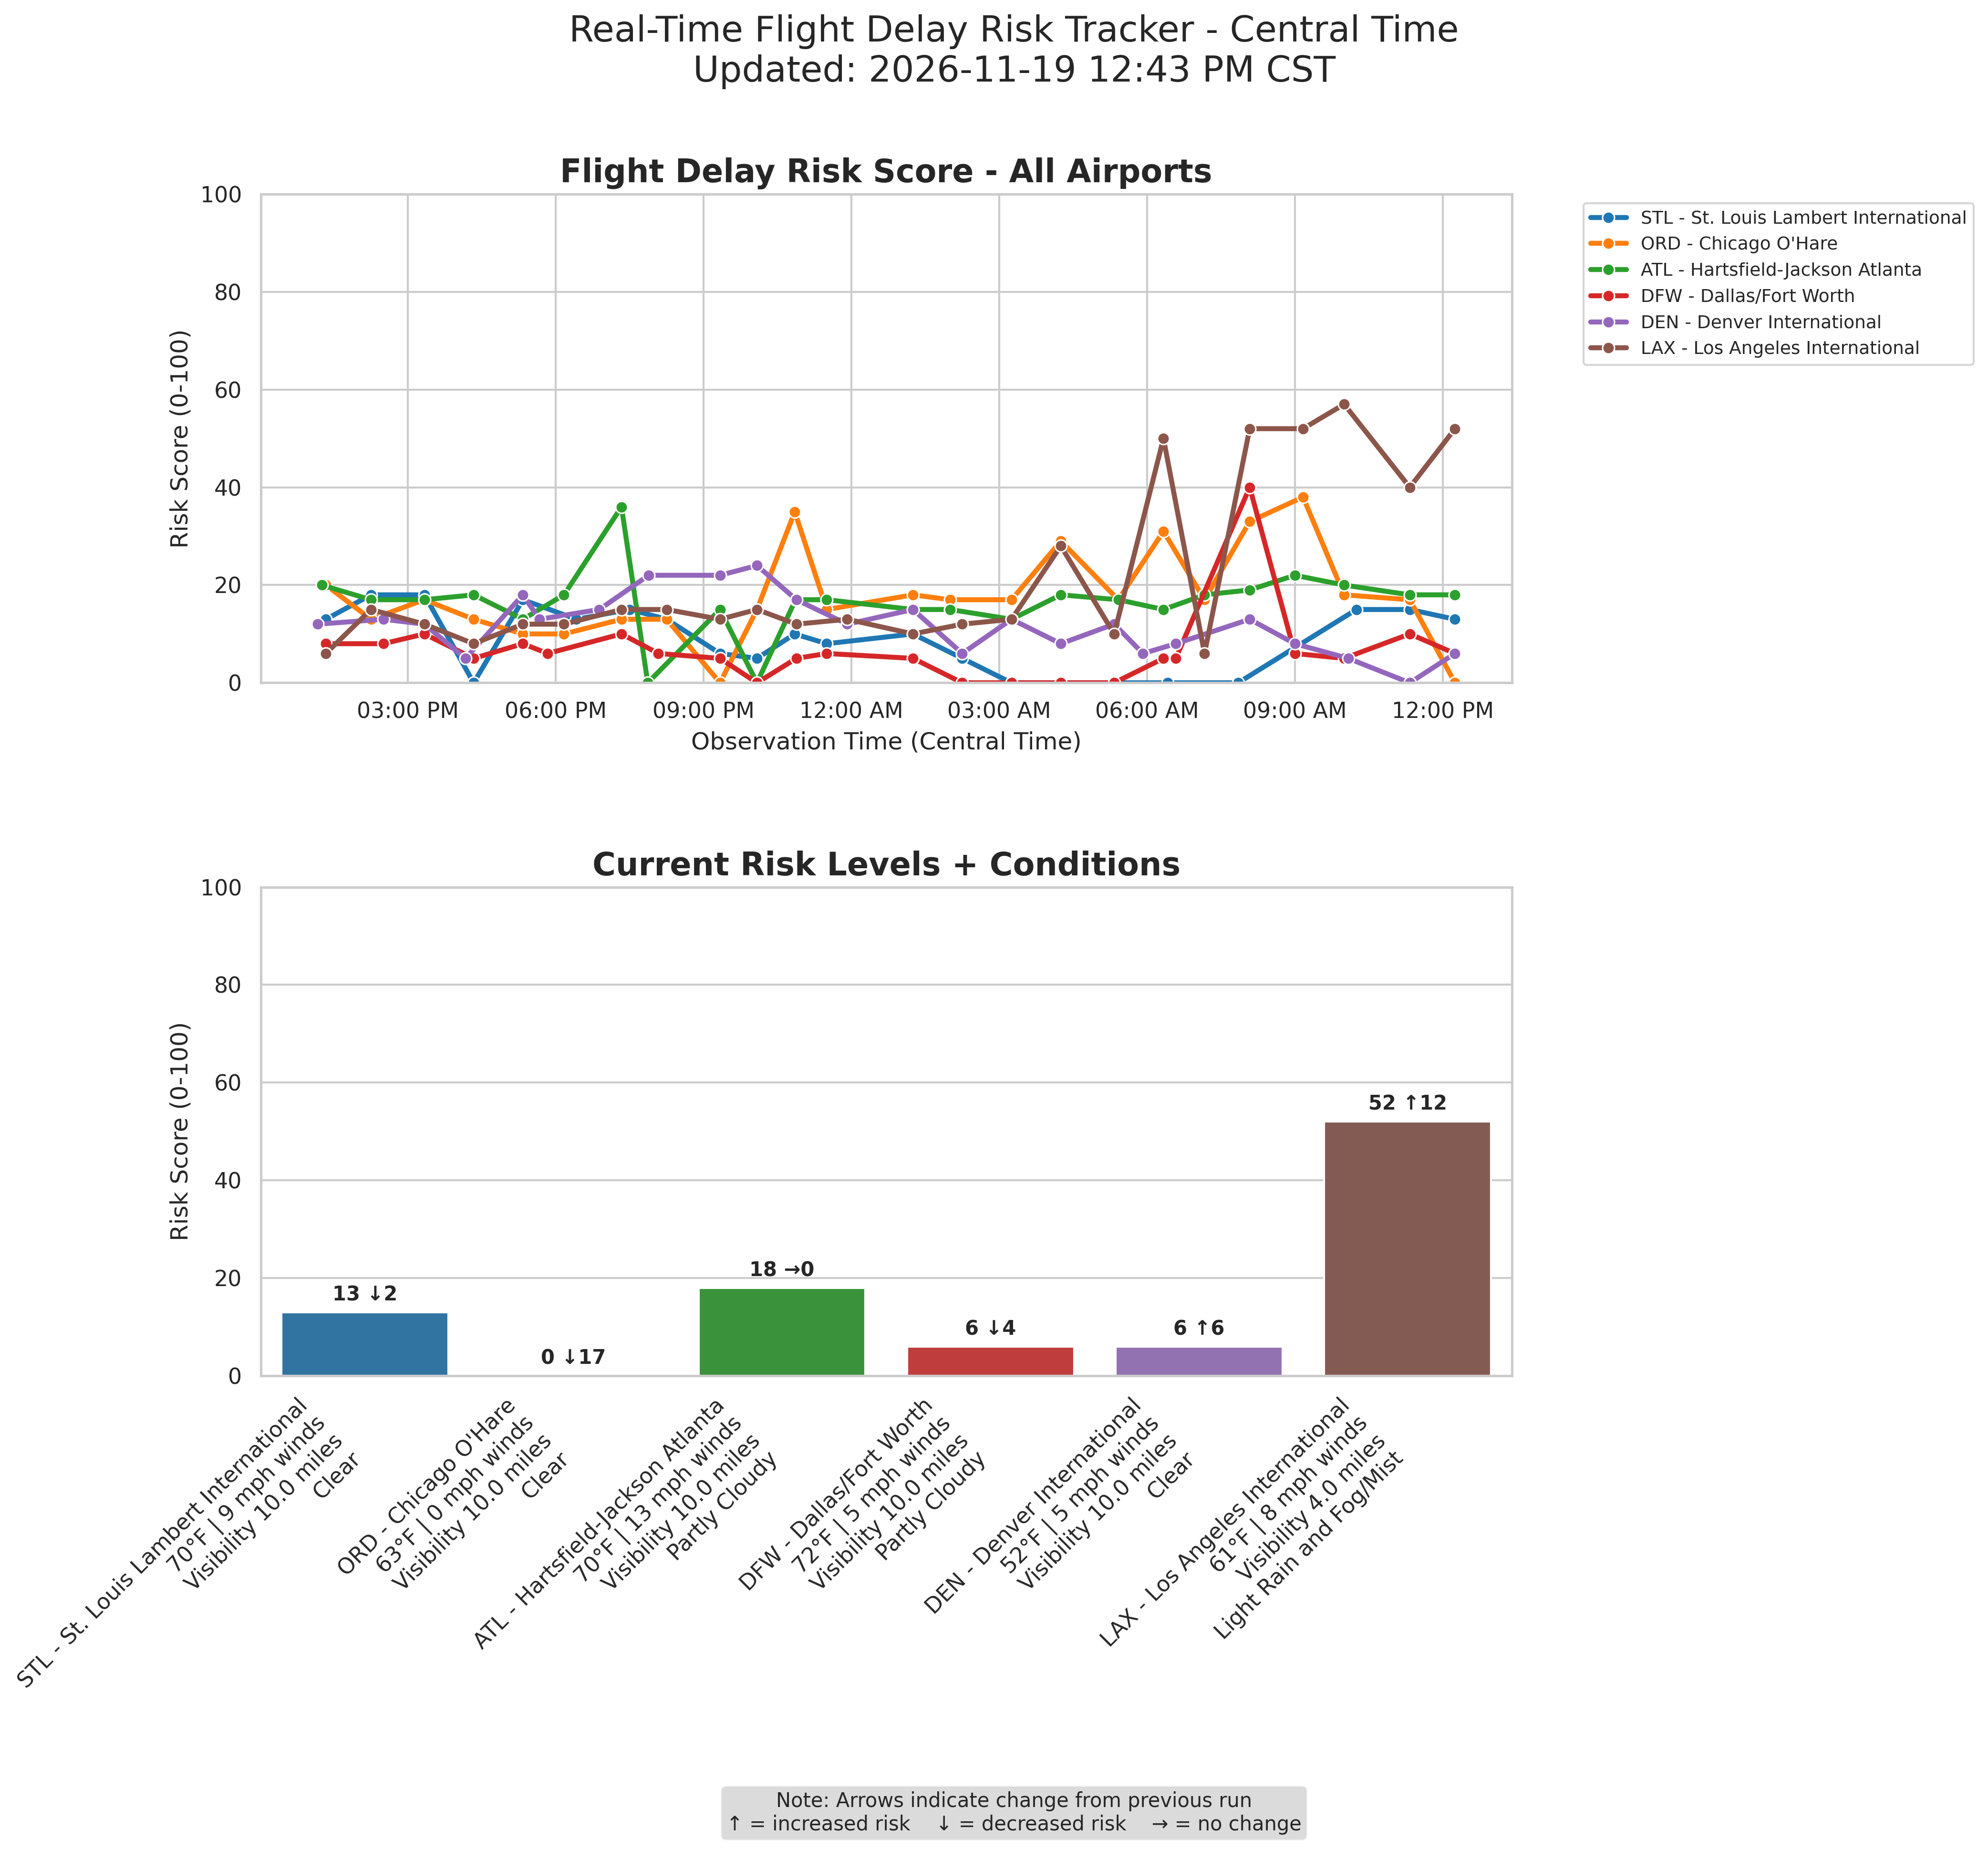 Real-Time Flight Delay Risk Tracker - Central Time
Updated: 2026-11-19 12:43 PM CST
Flight Delay Risk Score - All Airports
100
80
60
40
20
0
Risk Score (0-100)
03:00 PM
06:00 PM
09:00 PM
12:00 AM
03:00 AM
06:00 AM
09:00 AM
12:00 PM
Observation Time (Central Time)
STL - St. Louis Lambert International
ORD - Chicago O'Hare
ATL - Hartsfield-Jackson Atlanta
DFW - Dallas/Fort Worth
DEN - Denver International
LAX - Los Angeles International
Current Risk Levels + Conditions
100
80
60
40
20
0
Risk Score (0-100)
13 ↓2
0 ↓17
18 →0
6 ↓4
6 ↑6
52 ↑12
STL - St. Louis Lambert International
70°F | 9 mph winds
Visibility 10.0 miles
Clear
ORD - Chicago O'Hare
63°F | 0 mph winds
Visibility 10.0 miles
Clear
ATL - Hartsfield-Jackson Atlanta
70°F | 13 mph winds
Visibility 10.0 miles
Partly Cloudy
DFW - Dallas/Fort Worth
72°F | 5 mph winds
Visibility 10.0 miles
Partly Cloudy
DEN - Denver International
52°F | 5 mph winds
Visibility 10.0 miles
Clear
LAX - Los Angeles International
61°F | 8 mph winds
Visibility 4.0 miles
Light Rain and Fog/Mist
Note: Arrows indicate change from previous run
↑ = increased risk ↓ = decreased risk → = no change